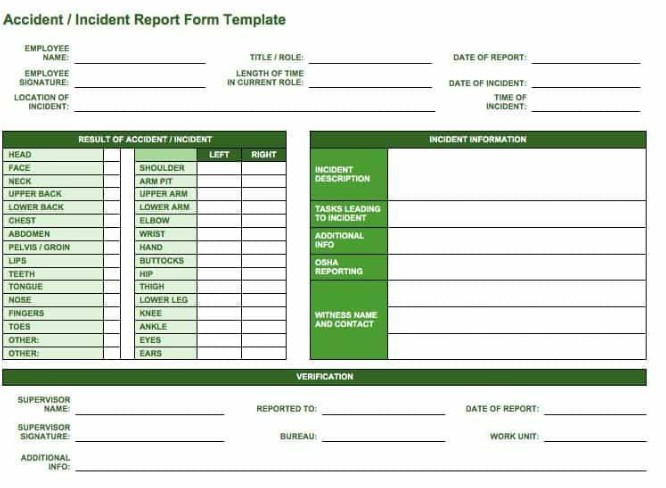 Accident / Incident Report Form Template
EMPLOYEE
NAME:
TITLE / ROLE:
DATE OF REPORT:
EMPLOYEE
SIGNATURE:
LENGTH OF TIME
IN CURRENT ROLE:
DATE OF INCIDENT:
LOCATION OF
INCIDENT:
TIME OF
INCIDENT:
RESULT OF ACCIDENT / INCIDENT
HEAD
LEFT
RIGHT
FACE
SHOULDER
NECK
ARM PIT
UPPER BACK
UPPER ARM
LOWER BACK
LOWER ARM
CHEST
ELBOW
ABDOMEN
WRIST
PELVIS / GROIN
HAND
LIPS
BUTTOCKS
TEETH
HIP
TONGUE
THIGH
NOSE
LOWER LEG
FINGERS
KNEE
TOES
ANKLE
OTHER:
EYES
OTHER:
EARS
INCIDENT INFORMATION
INCIDENT
DESCRIPTION
TASKS LEADING
TO INCIDENT
ADDITIONAL
INFO
OSHA
REPORTING
WITNESS NAME
AND CONTACT
VERIFICATION
SUPERVISOR
NAME:
REPORTED TO:
DATE OF REPORT:
SUPERVISOR
SIGNATURE:
BUREAU:
WORK UNIT:
ADDITIONAL
INFO: